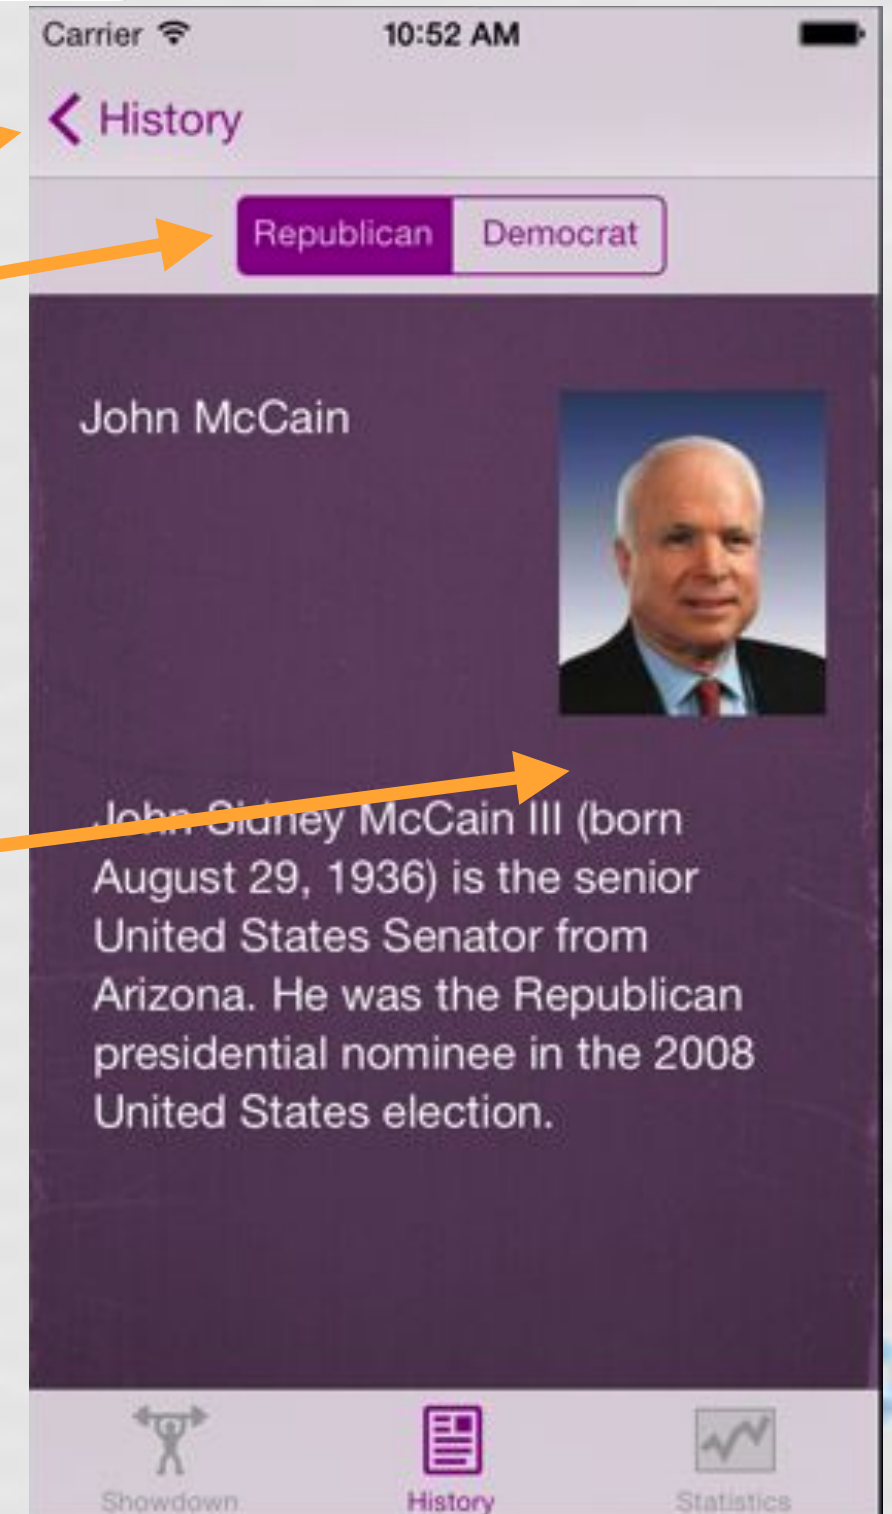 Carrier 10:52 AM
History
Republican Democrat
John McCain
John Sidney McCain III (born
August 29, 1936) is the senior
United States Senator from
Arizona. He was the Republican
presidential nominee in the 2008
United States election.
Showdown History Statistics